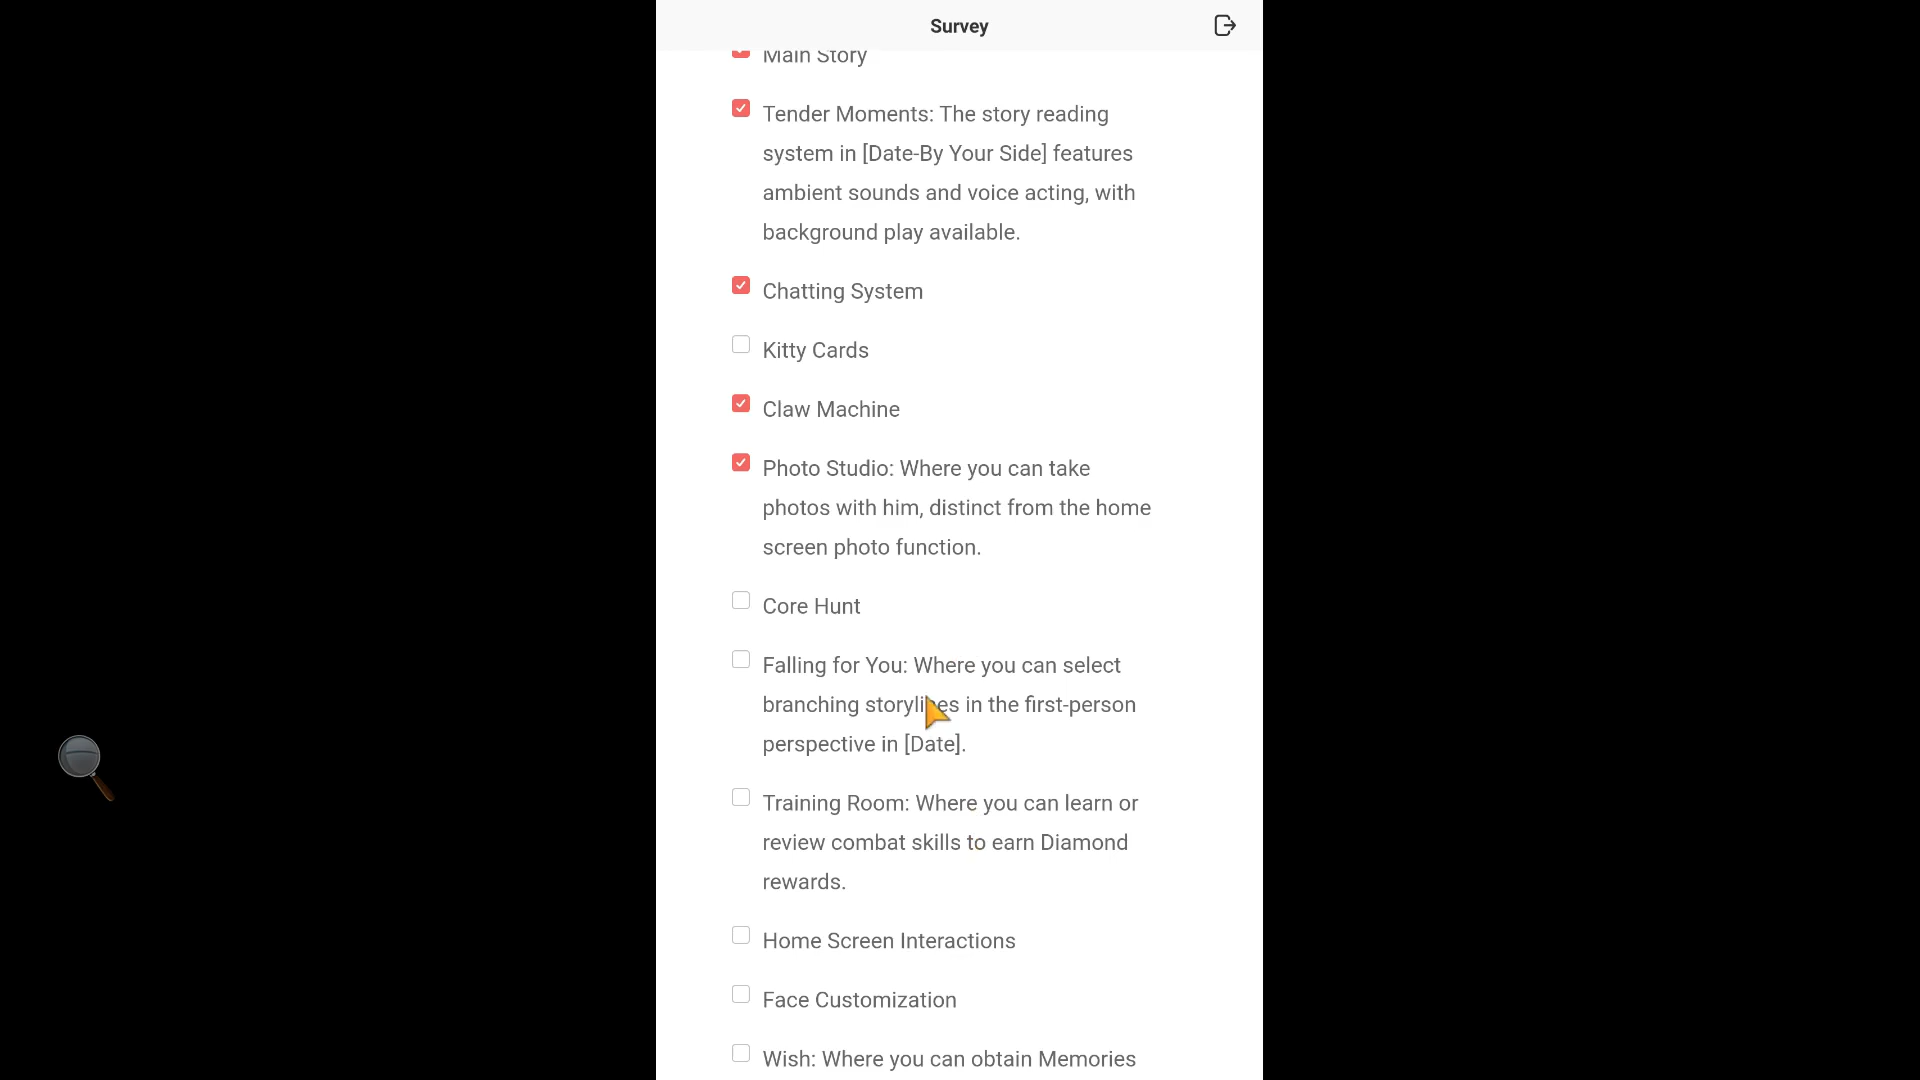 Survey
Main Story
Tender Moments: The story reading
system in [Date-By Your Side] features
ambient sounds and voice acting, with
background play available.
Chatting System
Kitty Cards
Claw Machine
Photo Studio: Where you can take
photos with him, distinct from the home
screen photo function.
Core Hunt
Falling for You: Where you can select
branching storylines in the first-person
perspective in [Date].
Training Room: Where you can learn or
review combat skills to earn Diamond
rewards.
Home Screen Interactions
Face Customization
Wish: Where you can obtain Memories